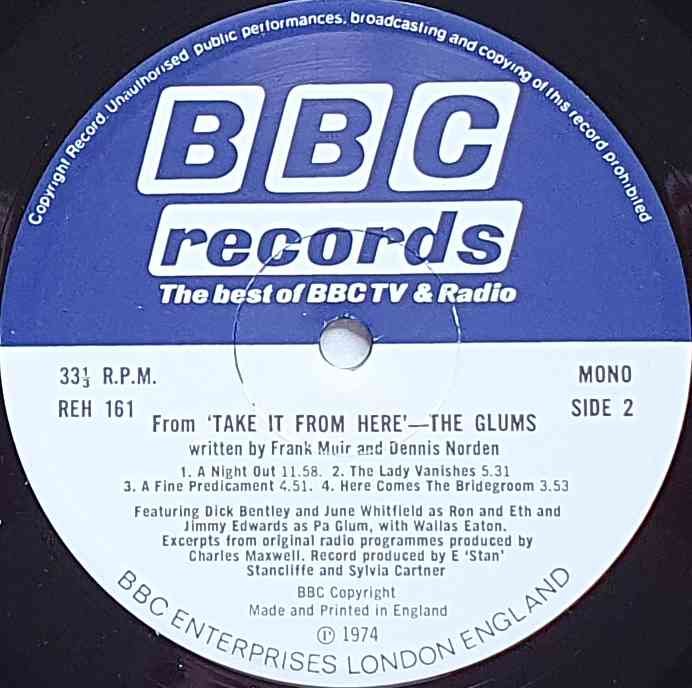 Copyright Record. Unauthorised public performances, broadcasting and copying of this record prohibited
BBC
records
The best of BBC TV & Radio
33⅓ R.P.M.
MONO
REH 161
SIDE 2
From 'TAKE IT FROM HERE'—THE GLUMS
written by Frank Muir and Dennis Norden
1. A Night Out 11.58. 2. The Lady Vanishes 5.31
3. A Fine Predicament 4.51. 4. Here Comes The Bridegroom 3.53
Featuring Dick Bentley and June Whitfield as Ron and Eth and
Jimmy Edwards as Pa Glum, with Wallas Eaton.
Excerpts from original radio programmes produced by
Charles Maxwell. Record produced by E 'Stan'
Stancliffe and Sylvia Cartner
BBC Copyright
Made and Printed in England
℗ 1974
BBC ENTERPRISES LONDON ENGLAND